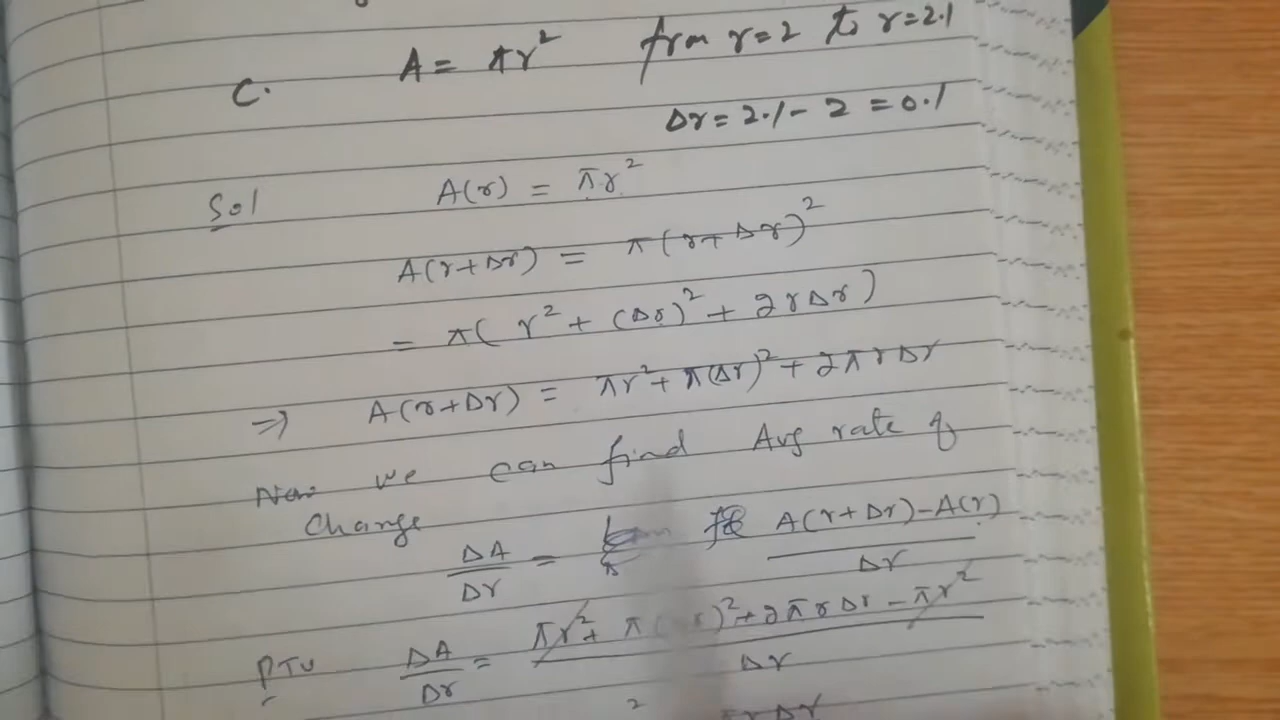 C. A = πr² from r=2 to r=2.1
Δr = 2.1 - 2 = 0.1
Sol A(r) = πr²
A(r+Δr) = π(r+Δr)²
= π( r² + (Δr)² + 2rΔr )
⇒ A(r+Δr) = πr² + π(Δr)² + 2πrΔr
Now we can find Avg rate of
Change
ΔA/Δr = A(r+Δr)-A(r)/Δr
PTV ΔA/Δr = πr² + π( )² + 2πrΔr - πr²/Δr